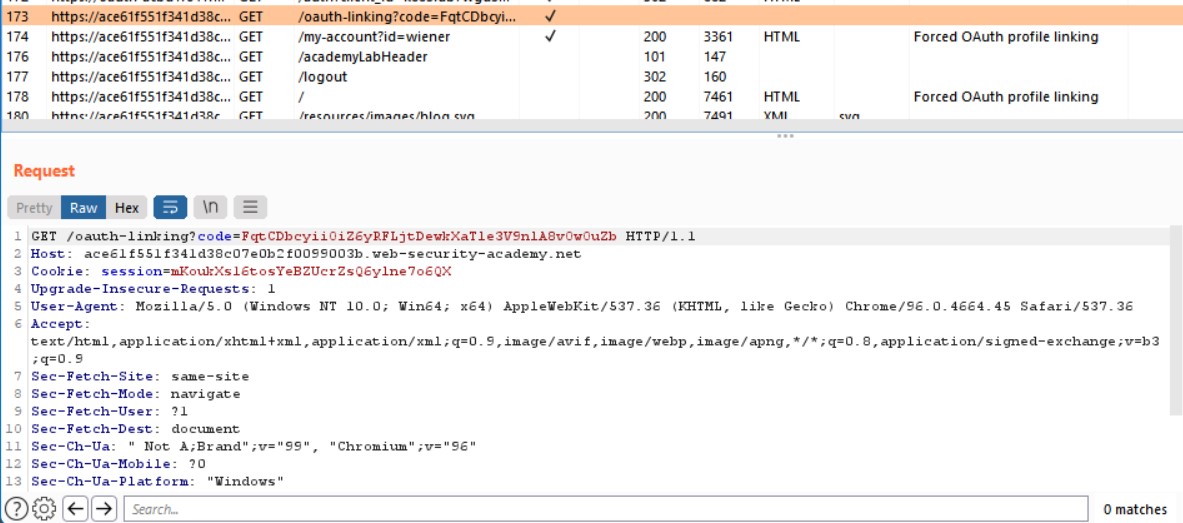 173 https://ace61f551f341d38c... GET /oauth-linking?code=FqtCDbcyi... ✓
174 https://ace61f551f341d38c... GET /my-account?id=wiener ✓ 200 3361 HTML Forced OAuth profile linking
176 https://ace61f551f341d38c... GET /academyLabHeader 101 147
177 https://ace61f551f341d38c... GET /logout 302 160
178 https://ace61f551f341d38c... GET / 200 7461 HTML Forced OAuth profile linking
180 https://ace61f551f341d38c... GET /resources/images/blog.svg 200 7491 XML svg
Request
Pretty Raw Hex \n
1 GET /oauth-linking?code=FqtCDbcyii0iZ6yRFLjtDewkXaTle3V9nlA8v0w0uZb HTTP/1.1
2 Host: ace61f551f341d38c07e0b2f0099003b.web-security-academy.net
3 Cookie: session=mKoukXsl6tosYeBZUcrZsQ6ylne7o6QX
4 Upgrade-Insecure-Requests: 1
5 User-Agent: Mozilla/5.0 (Windows NT 10.0; Win64; x64) AppleWebKit/537.36 (KHTML, like Gecko) Chrome/96.0.4664.45 Safari/537.36
6 Accept:
text/html,application/xhtml+xml,application/xml;q=0.9,image/avif,image/webp,image/apng,*/*;q=0.8,application/signed-exchange;v=b3
;q=0.9
7 Sec-Fetch-Site: same-site
8 Sec-Fetch-Mode: navigate
9 Sec-Fetch-User: ?1
10 Sec-Fetch-Dest: document
11 Sec-Ch-Ua: " Not A;Brand";v="99", "Chromium";v="96"
12 Sec-Ch-Ua-Mobile: ?0
13 Sec-Ch-Ua-Platform: "Windows"
Search...
0 matches